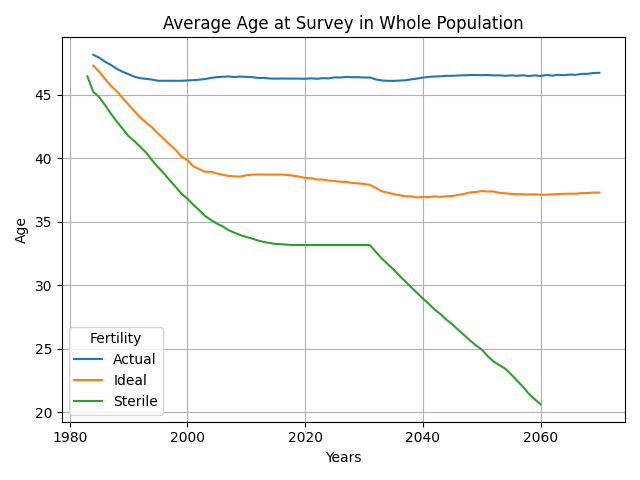 Average Age at Survey in Whole Population
Age
45
40
35
30
25
20
Fertility
Actual
Ideal
Sterile
1980
2000
2020
2040
2060
Years